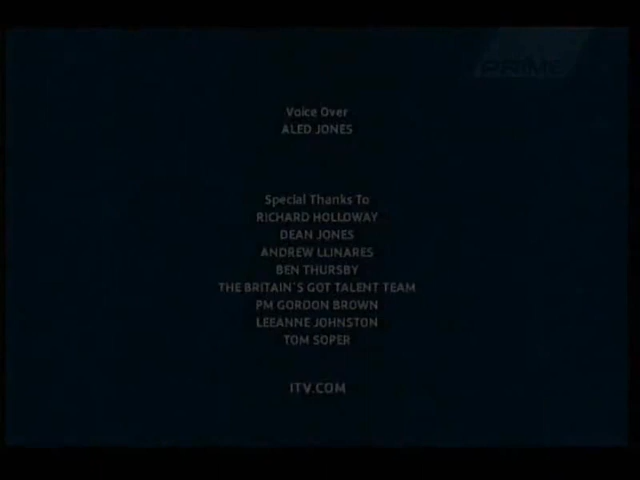 PRIME
Voice Over
ALED JONES
Special Thanks To
RICHARD HOLLOWAY
DEAN JONES
ANDREW LLINARES
BEN THURSBY
THE BRITAIN'S GOT TALENT TEAM
PM GORDON BROWN
LEEANNE JOHNSTON
TOM SOPER
ITV.COM